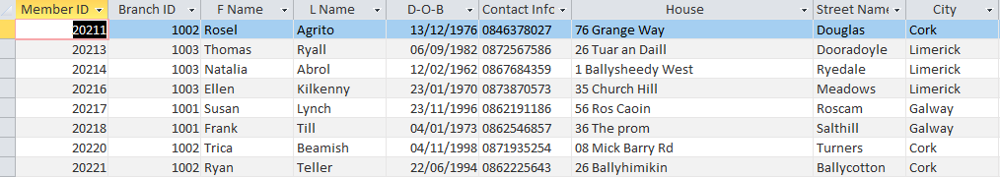 Member ID Branch ID F Name L Name D-O-B Contact Info House Street Name City
20211 1002 Rosel Agrito 13/12/1976 0846378027 76 Grange Way Douglas Cork
20213 1003 Thomas Ryall 06/09/1982 0872567586 26 Tuar an Daill Dooradoyle Limerick
20214 1003 Natalia Abrol 12/02/1962 0867684359 1 Ballysheedy West Ryedale Limerick
20216 1003 Ellen Kilkenny 23/01/1970 0873870573 35 Church Hill Meadows Limerick
20217 1001 Susan Lynch 23/11/1996 0862191186 56 Ros Caoin Roscam Galway
20218 1001 Frank Till 04/01/1973 0862546857 36 The prom Salthill Galway
20220 1002 Trica Beamish 04/11/1998 0871935254 08 Mick Barry Rd Turners Cork
20221 1002 Ryan Teller 22/06/1994 0862225643 26 Ballyhimikin Ballycotton Cork